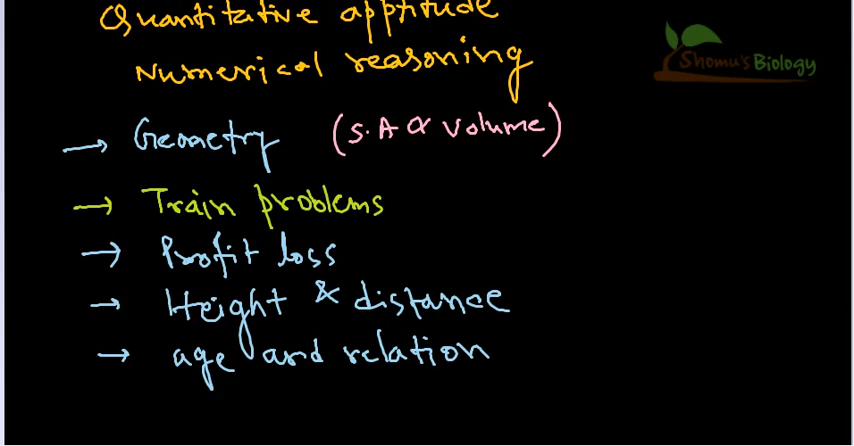 Quantitative apptitude
Shomu's Biology
Numerical reasoning
→ Geometry (S.A & Volume)
→ Train problems
→ Profit loss
→ Height & distance
→ age and relation